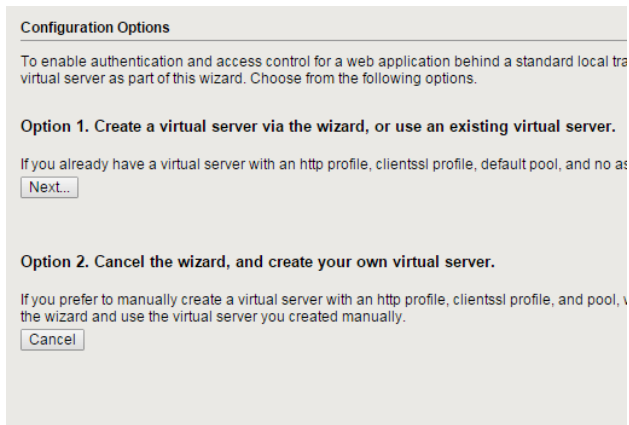 Configuration Options
To enable authentication and access control for a web application behind a standard local
virtual server as part of this wizard. Choose from the following options.
Option 1. Create a virtual server via the wizard, or use an existing virtual server.
If you already have a virtual server with an http profile, clientssl profile, default pool, and no
Next...
Option 2. Cancel the wizard, and create your own virtual server.
If you prefer to manually create a virtual server with an http profile, clientssl profile, and pool,
the wizard and use the virtual server you created manually.
Cancel